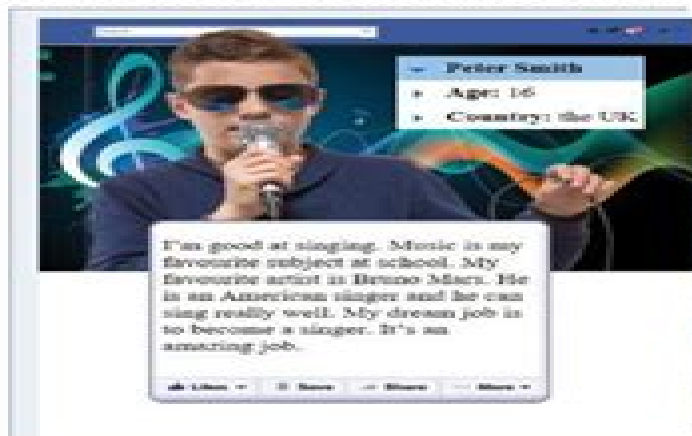 Search
Peter Smith
Age: 16
Country: the UK
I'm good at singing. Music is my
favourite subject at school. My
favourite artist is Bruno Mars. He
is an American singer and he can
sing really well. My dream job is
to become a singer. It's an
amazing job.
Likes Save Share More